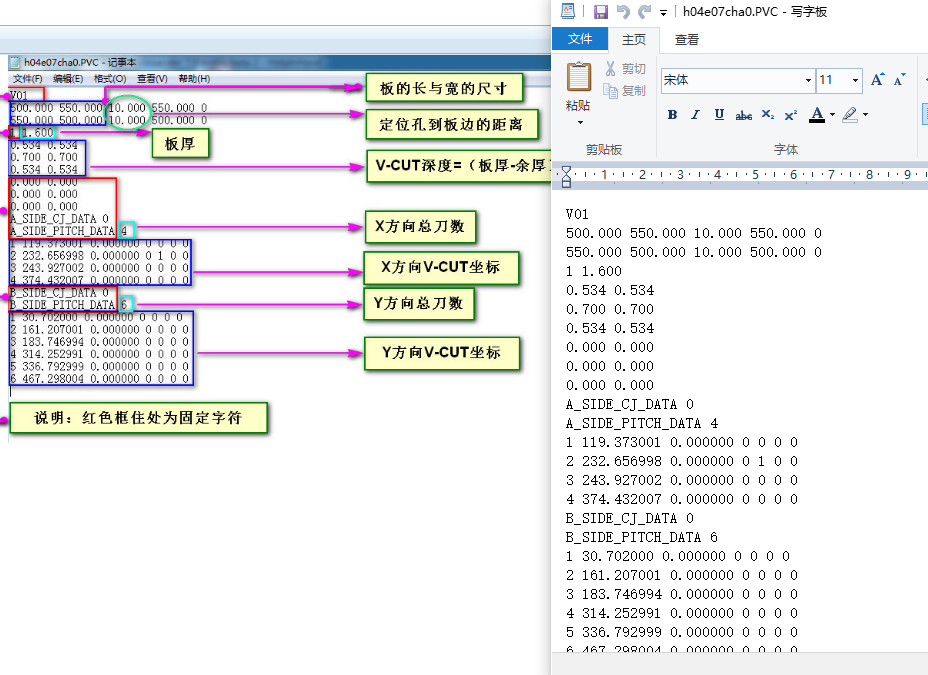 h04e07cha0.PVC - 记事本
文件(F) 编辑(E) 格式(O) 查看(V) 帮助(H)
V01
500.000 550.000 10.000 550.000 0
550.000 500.000 10.000 500.000 0
1 1.600
0.534 0.534
0.700 0.700
0.534 0.534
0.000 0.000
0.000 0.000
0.000 0.000
A_SIDE_CJ_DATA 0
A_SIDE_PITCH_DATA 4
1 119.373001 0.000000 0 0 0 0
2 232.656998 0.000000 0 1 0 0
3 243.927002 0.000000 0 0 0 0
4 374.432007 0.000000 0 0 0 0
B_SIDE_CJ_DATA 0
B_SIDE_PITCH_DATA 6
1 30.702000 0.000000 0 0 0 0
2 161.207001 0.000000 0 0 0 0
3 183.746994 0.000000 0 0 0 0
4 314.252991 0.000000 0 0 0 0
5 336.792999 0.000000 0 0 0 0
6 467.298004 0.000000 0 0 0 0
板的长与宽的尺寸
定位孔到板边的距离
板厚
V-CUT深度=（板厚-余厚
X方向总刀数
X方向V-CUT坐标
Y方向总刀数
Y方向V-CUT坐标
说明：红色框住处为固定字符
h04e07cha0.PVC - 写字板
文件 主页 查看
粘贴
剪切
复制
剪贴板
宋体 11 A A
B I U abc X₂ X² A
字体
1 2 3 4 5 6 7 8 9
V01
500.000 550.000 10.000 550.000 0
550.000 500.000 10.000 500.000 0
1 1.600
0.534 0.534
0.700 0.700
0.534 0.534
0.000 0.000
0.000 0.000
0.000 0.000
A_SIDE_CJ_DATA 0
A_SIDE_PITCH_DATA 4
1 119.373001 0.000000 0 0 0 0
2 232.656998 0.000000 0 1 0 0
3 243.927002 0.000000 0 0 0 0
4 374.432007 0.000000 0 0 0 0
B_SIDE_CJ_DATA 0
B_SIDE_PITCH_DATA 6
1 30.702000 0.000000 0 0 0 0
2 161.207001 0.000000 0 0 0 0
3 183.746994 0.000000 0 0 0 0
4 314.252991 0.000000 0 0 0 0
5 336.792999 0.000000 0 0 0 0
6 467.298004 0.000000 0 0 0 0